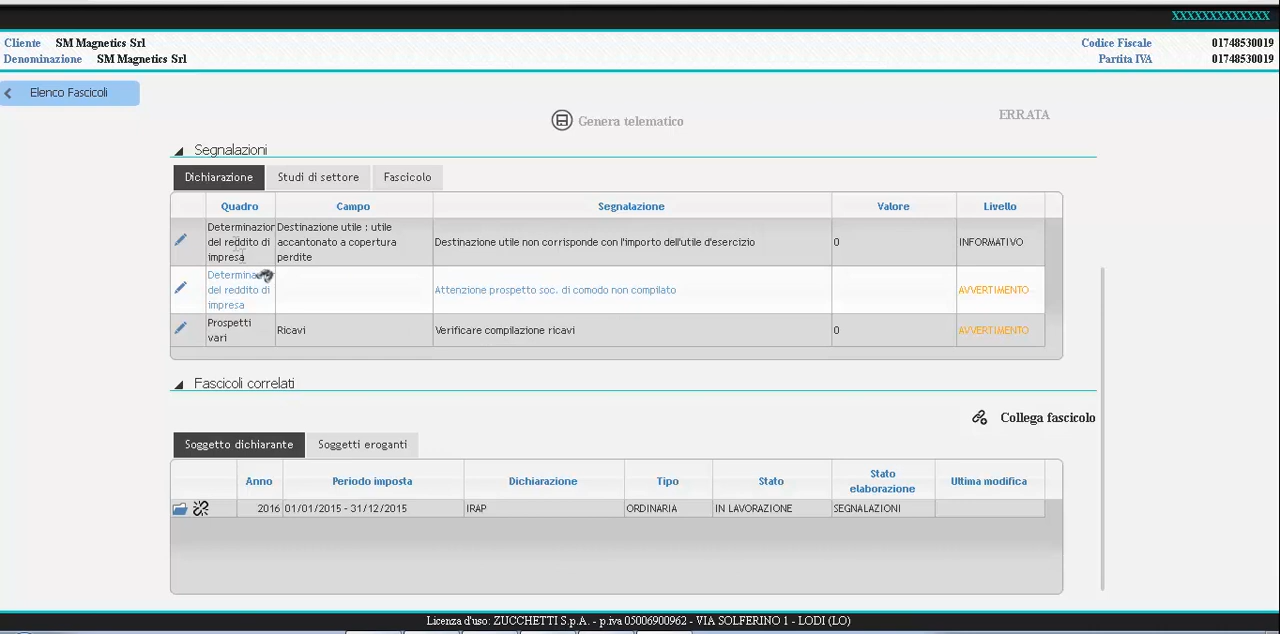 XXXXXXXXXXXXX
Cliente SM Magnetics Srl Codice Fiscale 01748530019
Denominazione SM Magnetics Srl Partita IVA 01748530019
Elenco Fascicoli
Genera telematico ERRATA
Segnalazioni
Dichiarazione Studi di settore Fascicolo
Quadro Campo Segnalazione Valore Livello
Determinazior Destinazione utile : utile
del reddito di accantonato a copertura Destinazione utile non corrisponde con l'importo dell'utile d'esercizio 0 INFORMATIVO
impresa perdite
Determina
del reddito di Attenzione prospetto soc. di comodo non compilato AVVERTIMENTO
impresa
Prospetti
vari Ricavi Verificare compilazione ricavi 0 AVVERTIMENTO
Fascicoli correlati
Collega fascicolo
Soggetto dichiarante Soggetti eroganti
Anno Periodo imposta Dichiarazione Tipo Stato Stato elaborazione Ultima modifica
2016 01/01/2015 - 31/12/2015 IRAP ORDINARIA IN LAVORAZIONE SEGNALAZIONI
Licenza d'uso: ZUCCHETTI S.p.A. - p.iva 05006900962 - VIA SOLFERINO 1 - LODI (LO)